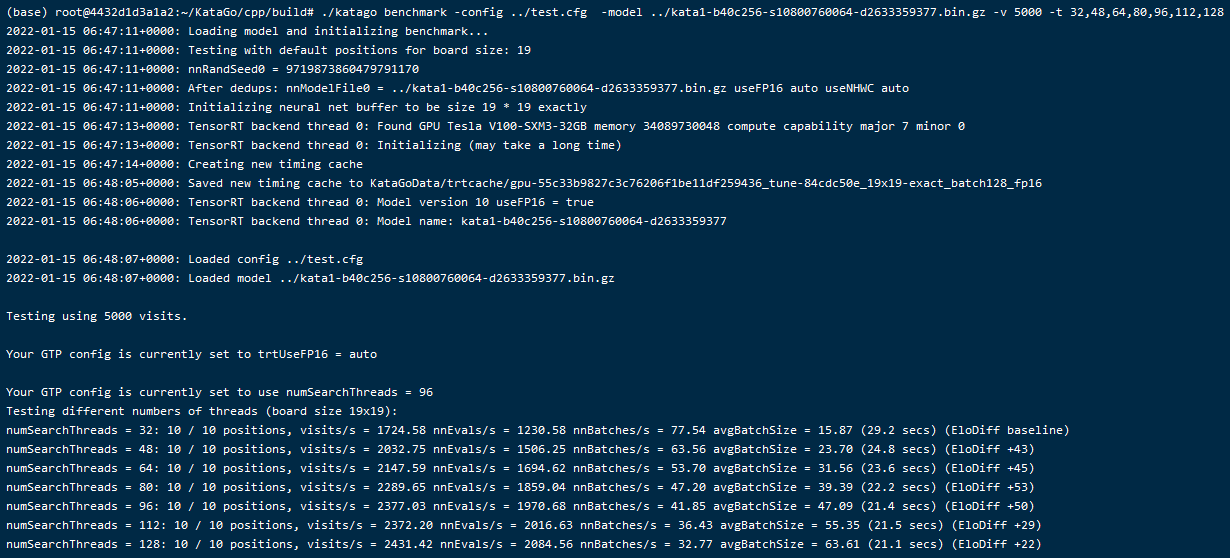 (base) root@4432d1d3a1a2:~/KataGo/cpp/build# ./katago benchmark -config ../test.cfg  -model ../kata1-b40c256-s10800760064-d2633359377.bin.gz -v 5000 -t 32,48,64,80,96,112,128
2022-01-15 06:47:11+0000: Loading model and initializing benchmark...
2022-01-15 06:47:11+0000: Testing with default positions for board size: 19
2022-01-15 06:47:11+0000: nnRandSeed0 = 9719873860479791170
2022-01-15 06:47:11+0000: After dedups: nnModelFile0 = ../kata1-b40c256-s10800760064-d2633359377.bin.gz useFP16 auto useNHWC auto
2022-01-15 06:47:11+0000: Initializing neural net buffer to be size 19 * 19 exactly
2022-01-15 06:47:13+0000: TensorRT backend thread 0: Found GPU Tesla V100-SXM3-32GB memory 34089730048 compute capability major 7 minor 0
2022-01-15 06:47:13+0000: TensorRT backend thread 0: Initializing (may take a long time)
2022-01-15 06:47:14+0000: Creating new timing cache
2022-01-15 06:48:05+0000: Saved new timing cache to KataGoData/trtcache/gpu-55c33b9827c3c76206f1be11df259436_tune-84cdc50e_19x19-exact_batch128_fp16
2022-01-15 06:48:06+0000: TensorRT backend thread 0: Model version 10 useFP16 = true
2022-01-15 06:48:06+0000: TensorRT backend thread 0: Model name: kata1-b40c256-s10800760064-d2633359377
2022-01-15 06:48:07+0000: Loaded config ../test.cfg
2022-01-15 06:48:07+0000: Loaded model ../kata1-b40c256-s10800760064-d2633359377.bin.gz
Testing using 5000 visits.
Your GTP config is currently set to trtUseFP16 = auto
Your GTP config is currently set to use numSearchThreads = 96
Testing different numbers of threads (board size 19x19):
numSearchThreads = 32: 10 / 10 positions, visits/s = 1724.58 nnEvals/s = 1230.58 nnBatches/s = 77.54 avgBatchSize = 15.87 (29.2 secs) (EloDiff baseline)
numSearchThreads = 48: 10 / 10 positions, visits/s = 2032.75 nnEvals/s = 1506.25 nnBatches/s = 63.56 avgBatchSize = 23.70 (24.8 secs) (EloDiff +43)
numSearchThreads = 64: 10 / 10 positions, visits/s = 2147.59 nnEvals/s = 1694.62 nnBatches/s = 53.70 avgBatchSize = 31.56 (23.6 secs) (EloDiff +45)
numSearchThreads = 80: 10 / 10 positions, visits/s = 2289.65 nnEvals/s = 1859.04 nnBatches/s = 47.20 avgBatchSize = 39.39 (22.2 secs) (EloDiff +53)
numSearchThreads = 96: 10 / 10 positions, visits/s = 2377.03 nnEvals/s = 1970.68 nnBatches/s = 41.85 avgBatchSize = 47.09 (21.4 secs) (EloDiff +50)
numSearchThreads = 112: 10 / 10 positions, visits/s = 2372.20 nnEvals/s = 2016.63 nnBatches/s = 36.43 avgBatchSize = 55.35 (21.5 secs) (EloDiff +29)
numSearchThreads = 128: 10 / 10 positions, visits/s = 2431.42 nnEvals/s = 2084.56 nnBatches/s = 32.77 avgBatchSize = 63.61 (21.1 secs) (EloDiff +22)